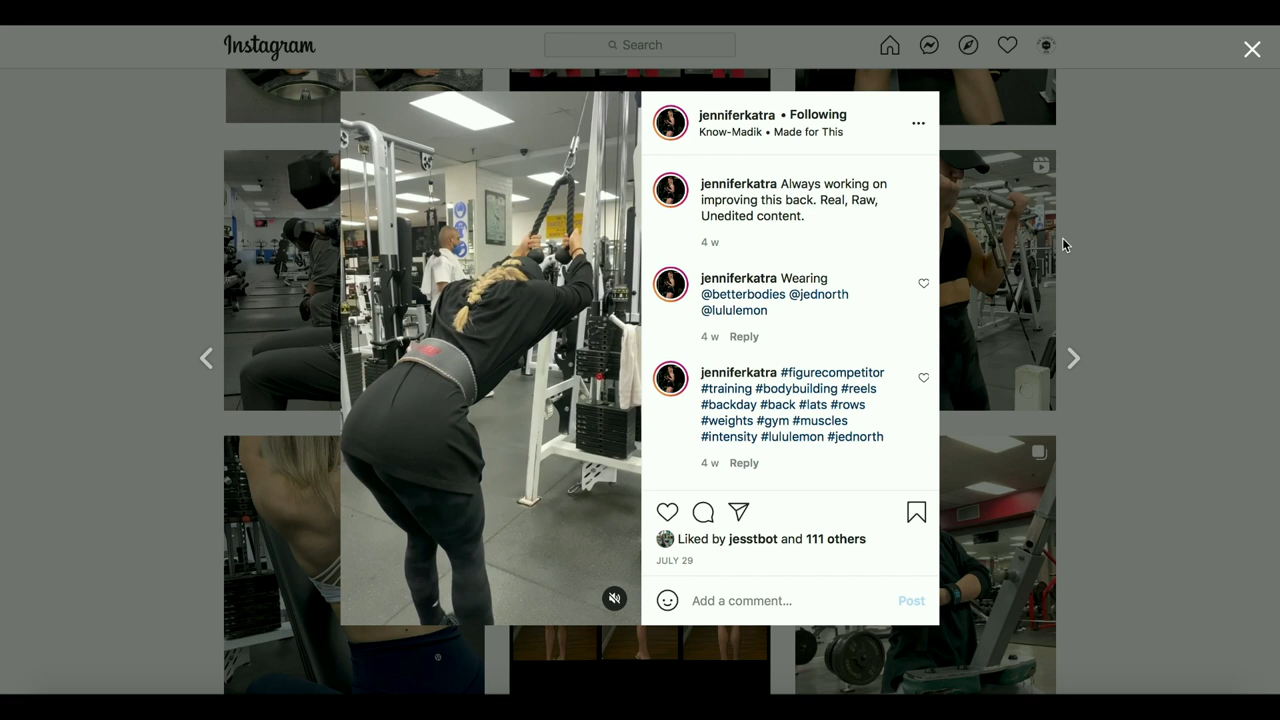 Instagram
Search
jenniferkatra • Following
Know-Madik • Made for This
jenniferkatra Always working on
improving this back. Real, Raw,
Unedited content.
4 w
jenniferkatra Wearing
@betterbodies @jednorth
@lululemon
4 w Reply
jenniferkatra #figurecompetitor
#training #bodybuilding #reels
#backday #back #lats #rows
#weights #gym #muscles
#intensity #lululemon #jednorth
4 w Reply
Liked by jesstbot and 111 others
JULY 29
Add a comment...
Post